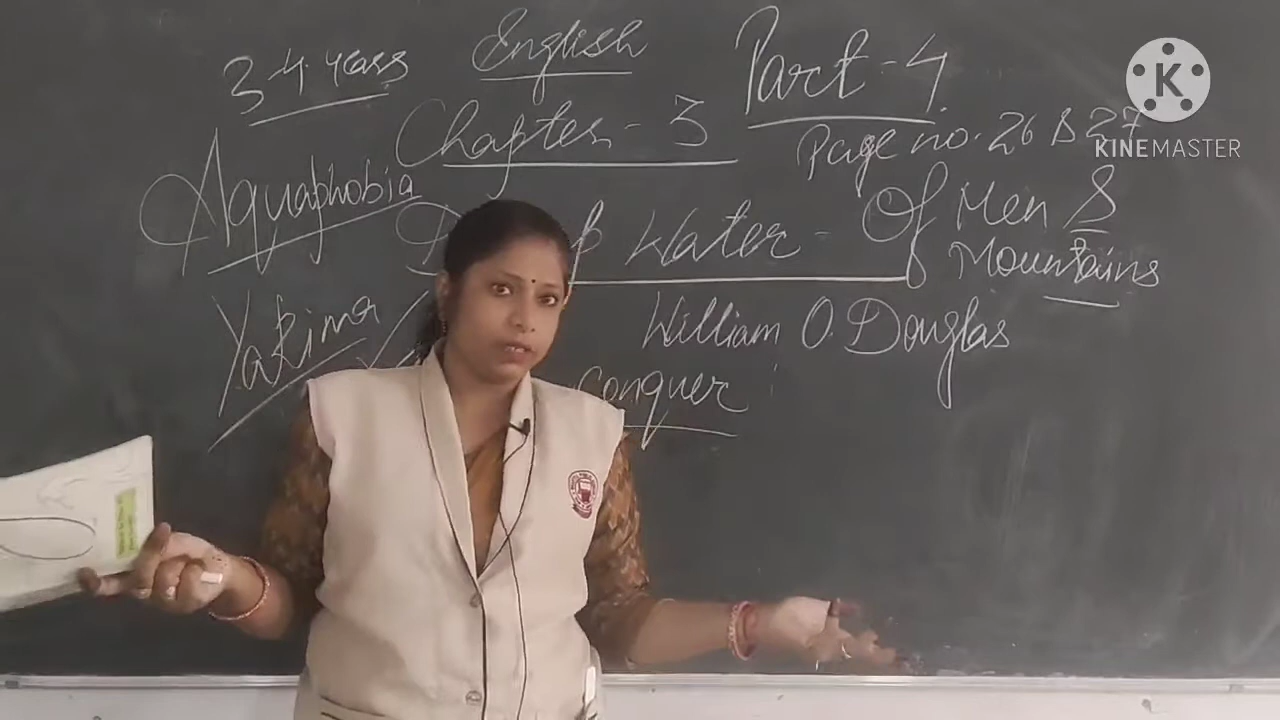 3-4 years
English
Part-4
Chapter-3
Page no. 26 & 27
Aquaphobia
D Water - Of Men &
Mountains
Yakima
William O. Douglas
Conquer
KINEMASTER